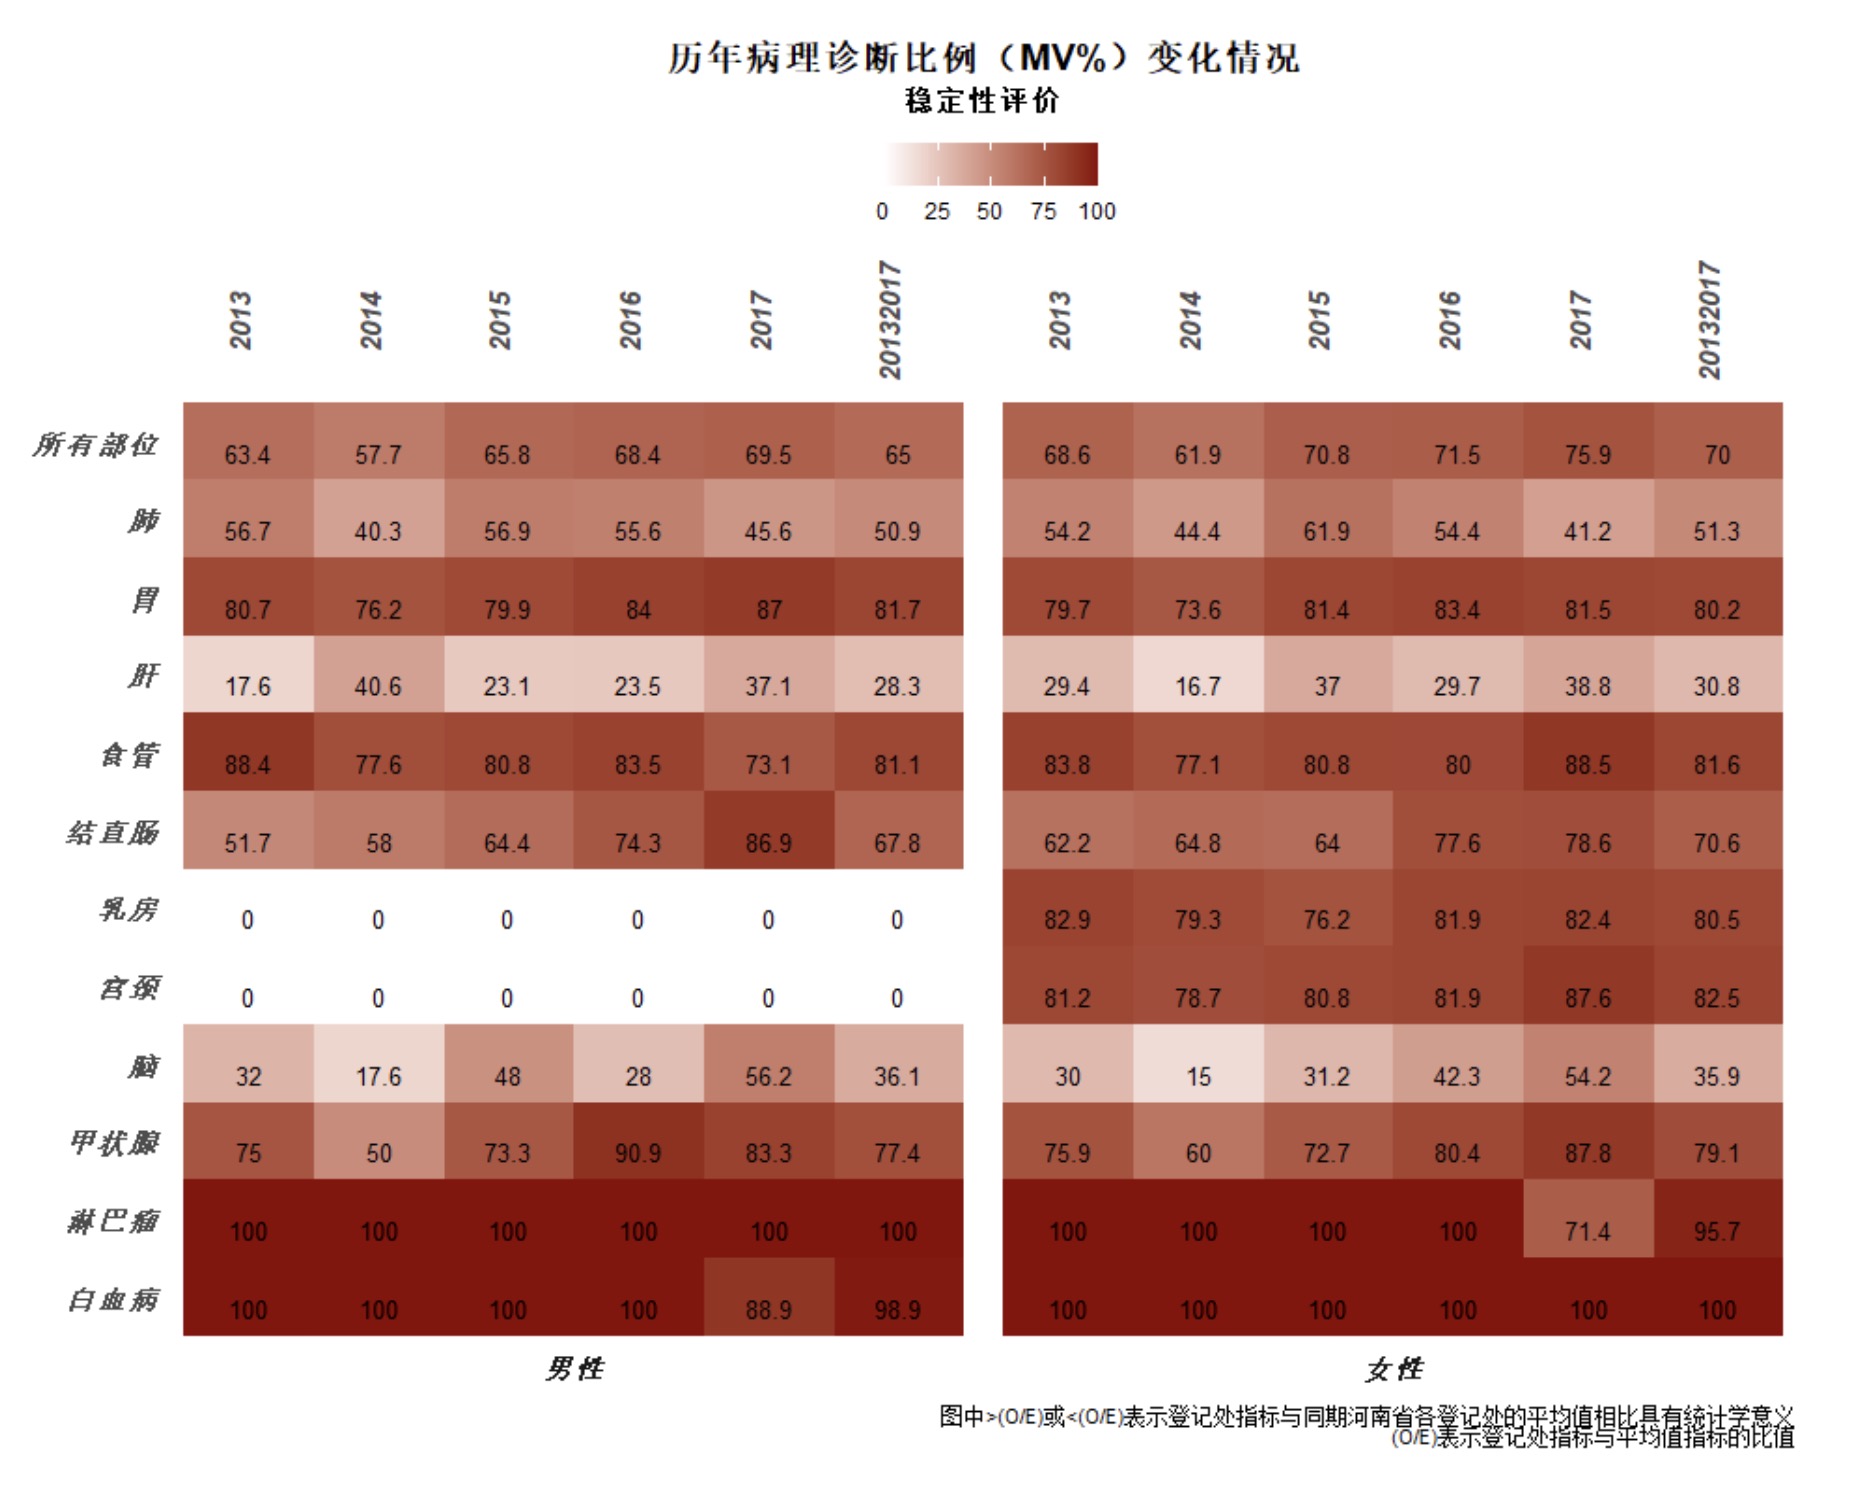 历年病理诊断比例（MV%）变化情况
稳定性评价
0 25 50 75 100
2013 2014 2015 2016 2017 20132017 2013 2014 2015 2016 2017 20132017
所有部位 63.4 57.7 65.8 68.4 69.5 65 68.6 61.9 70.8 71.5 75.9 70
肺 56.7 40.3 56.9 55.6 45.6 50.9 54.2 44.4 61.9 54.4 41.2 51.3
胃 80.7 76.2 79.9 84 87 81.7 79.7 73.6 81.4 83.4 81.5 80.2
肝 17.6 40.6 23.1 23.5 37.1 28.3 29.4 16.7 37 29.7 38.8 30.8
食管 88.4 77.6 80.8 83.5 73.1 81.1 83.8 77.1 80.8 80 88.5 81.6
结直肠 51.7 58 64.4 74.3 86.9 67.8 62.2 64.8 64 77.6 78.6 70.6
乳房 0 0 0 0 0 0 82.9 79.3 76.2 81.9 82.4 80.5
宫颈 0 0 0 0 0 0 81.2 78.7 80.8 81.9 87.6 82.5
脑 32 17.6 48 28 56.2 36.1 30 15 31.2 42.3 54.2 35.9
甲状腺 75 50 73.3 90.9 83.3 77.4 75.9 60 72.7 80.4 87.8 79.1
淋巴瘤 100 100 100 100 100 100 100 100 100 100 71.4 95.7
白血病 100 100 100 100 88.9 98.9 100 100 100 100 100 100
男性 女性
图中>(O/E)或<(O/E)表示登记处指标与同期河南省各登记处的平均值相比具有统计学意义
(O/E)表示登记处指标与平均值指标的比值